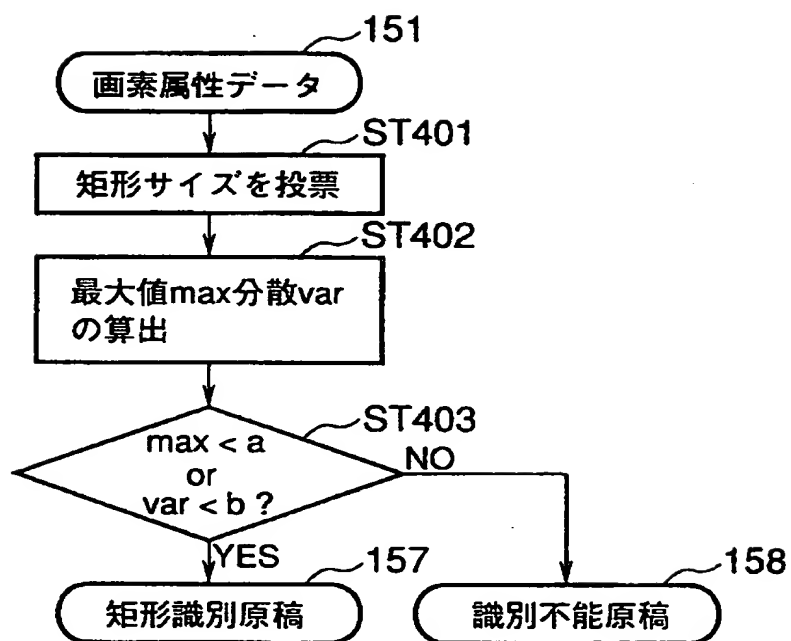 151
画素属性データ
ST401
矩形サイズを投票
ST402
最大値max分散var
の算出
ST403
max < a
or
var < b ?
NO
YES
157
158
矩形識別原稿
識別不能原稿